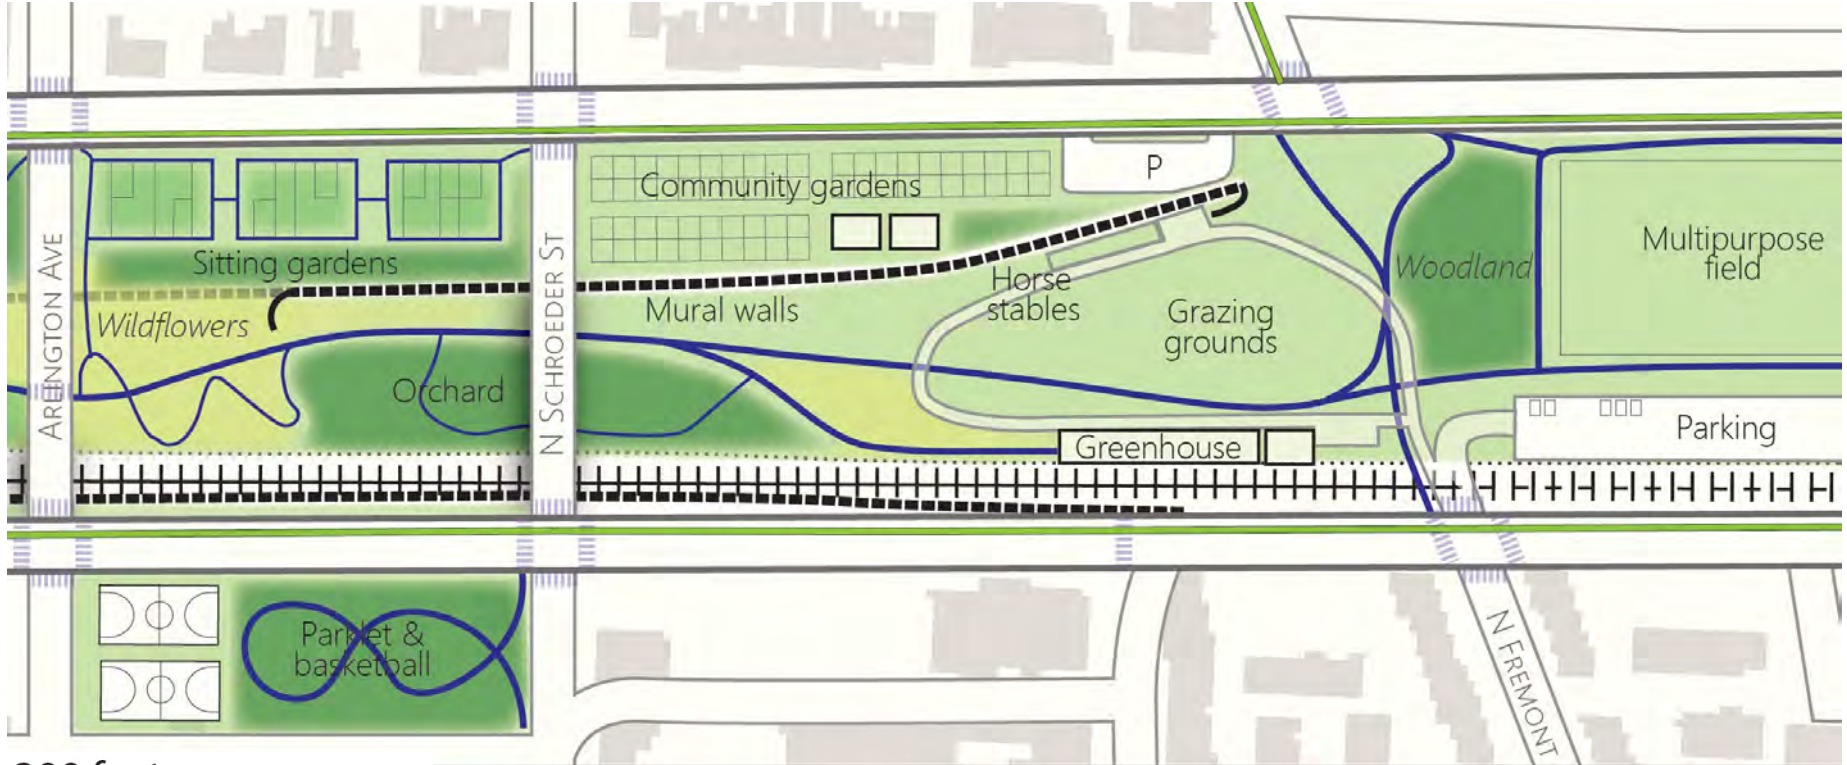 P
Community gardens
Sitting gardens
ARLINGTON AVE
N SCHROEDER ST
Wildflowers
Mural walls
Horse
stables
Grazing
grounds
Woodland
Multipurpose
field
Orchard
Greenhouse
Parking
Parklet &
basketball
N FREMONT